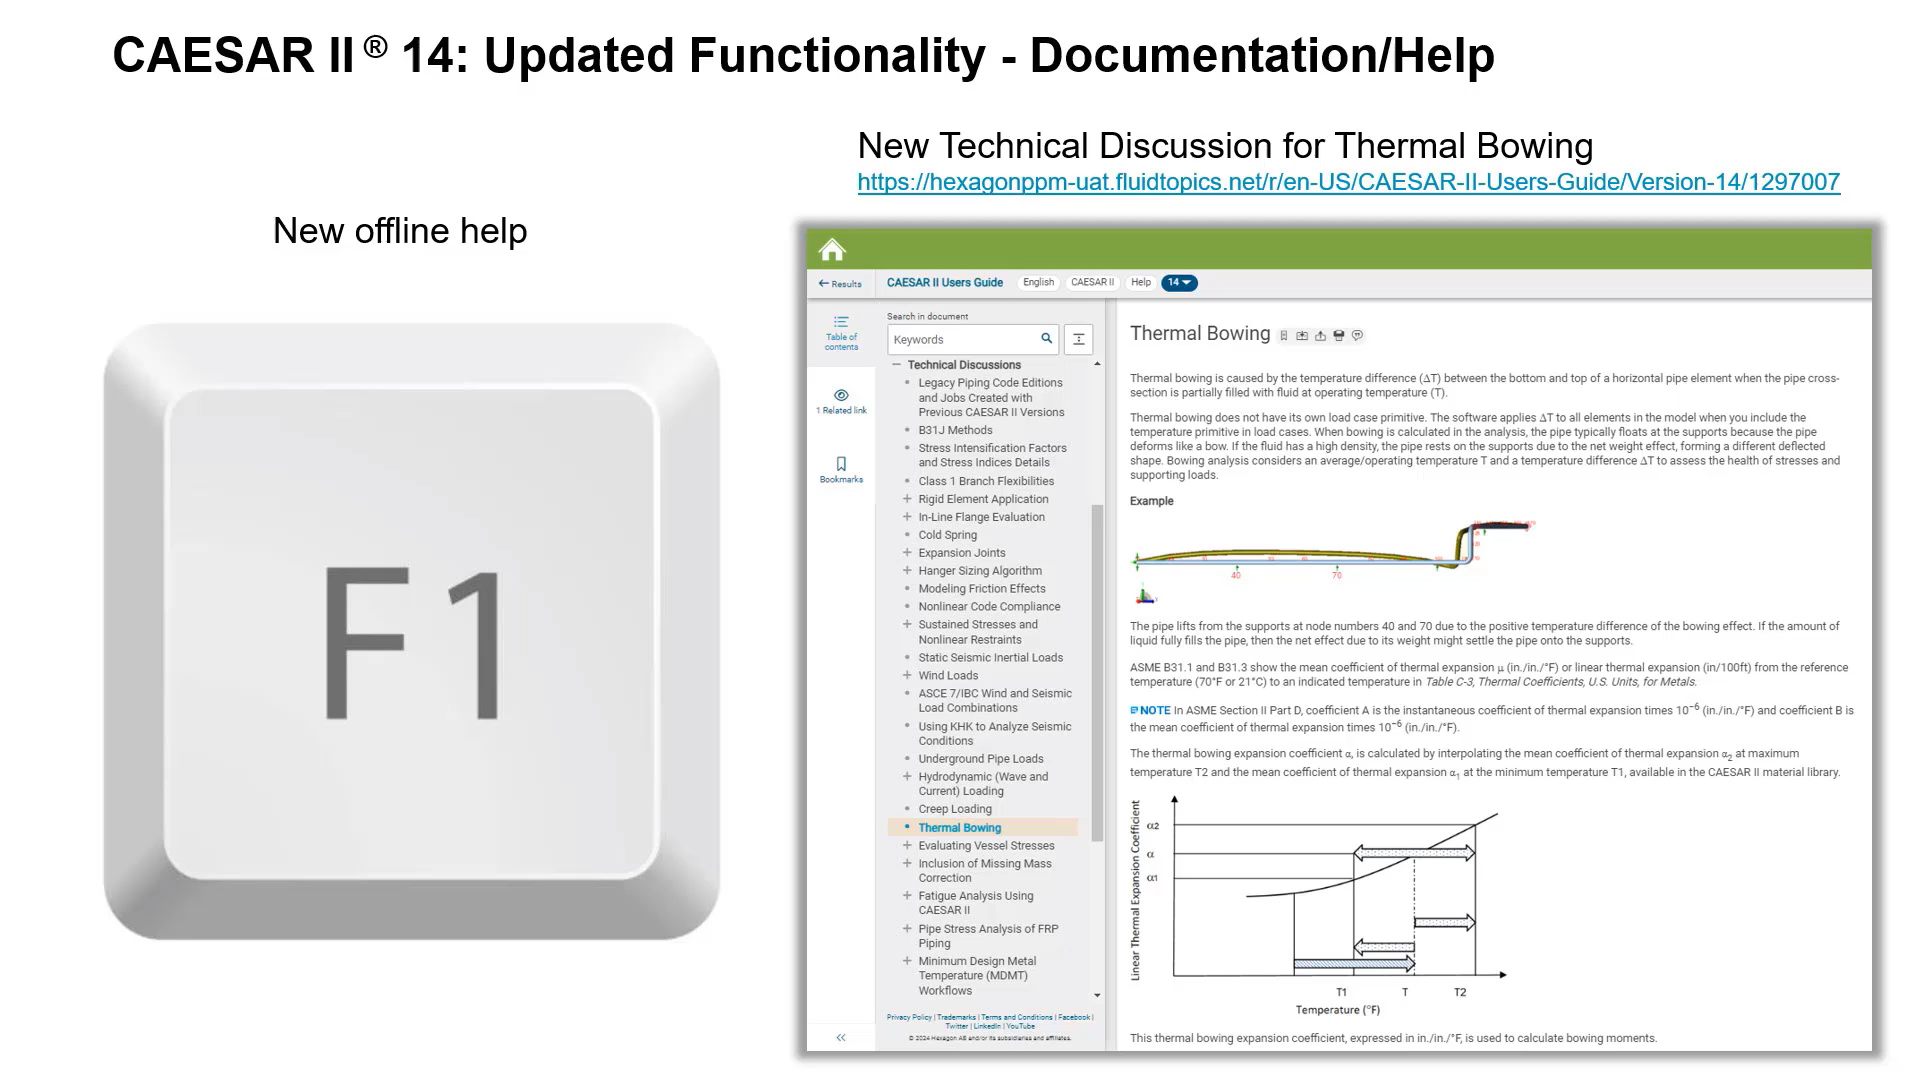 CAESAR II ® 14: Updated Functionality - Documentation/Help
New Technical Discussion for Thermal Bowing
https://hexagonppm-uat.fluidtopics.net/r/en-US/CAESAR-II-Users-Guide/Version-14/1297007
New offline help
F1
← Results
CAESAR II Users Guide
English
CAESAR II
Help
14
Table of
contents
1 Related link
Bookmarks
Search in document
Keywords
Technical Discussions
Legacy Piping Code Editions
and Jobs Created with
Previous CAESAR II Versions
B31J Methods
Stress Intensification Factors
and Stress Indices Details
Class 1 Branch Flexibilities
Rigid Element Application
In-Line Flange Evaluation
Cold Spring
Expansion Joints
Hanger Sizing Algorithm
Modeling Friction Effects
Nonlinear Code Compliance
Sustained Stresses and
Nonlinear Restraints
Static Seismic Inertial Loads
Wind Loads
ASCE 7/IBC Wind and Seismic
Load Combinations
Using KHK to Analyze Seismic
Conditions
Underground Pipe Loads
Hydrodynamic (Wave and
Current) Loading
Creep Loading
Thermal Bowing
Evaluating Vessel Stresses
Inclusion of Missing Mass
Correction
Fatigue Analysis Using
CAESAR II
Pipe Stress Analysis of FRP
Piping
Minimum Design Metal
Temperature (MDMT)
Workflows
Privacy Policy | Trademarks | Terms and Conditions | Facebook |
Twitter | LinkedIn | YouTube
© 2024 Hexagon AB and/or its subsidiaries and affiliates.
Thermal Bowing
Thermal bowing is caused by the temperature difference (ΔT) between the bottom and top of a horizontal pipe element when the pipe cross-
section is partially filled with fluid at operating temperature (T).
Thermal bowing does not have its own load case primitive. The software applies ΔT to all elements in the model when you include the
temperature primitive in load cases. When bowing is calculated in the analysis, the pipe typically floats at the supports because the pipe
deforms like a bow. If the fluid has a high density, the pipe rests on the supports due to the net weight effect, forming a different deflected
shape. Bowing analysis considers an average/operating temperature T and a temperature difference ΔT to assess the health of stresses and
supporting loads.
Example
40
70
The pipe lifts from the supports at node numbers 40 and 70 due to the positive temperature difference of the bowing effect. If the amount of
liquid fully fills the pipe, then the net effect due to its weight might settle the pipe onto the supports.
ASME B31.1 and B31.3 show the mean coefficient of thermal expansion μ (in./in./°F) or linear thermal expansion (in/100ft) from the reference
temperature (70°F or 21°C) to an indicated temperature in Table C-3, Thermal Coefficients, U.S. Units, for Metals.
NOTE In ASME Section II Part D, coefficient A is the instantaneous coefficient of thermal expansion times 10⁻⁶ (in./in./°F) and coefficient B is
the mean coefficient of thermal expansion times 10⁻⁶ (in./in./°F).
The thermal bowing expansion coefficient α, is calculated by interpolating the mean coefficient of thermal expansion α₂ at maximum
temperature T2 and the mean coefficient of thermal expansion α₁ at the minimum temperature T1, available in the CAESAR II material library.
Linear Thermal Expansion Coefficient
α2
α
α1
T1
T
T2
Temperature (°F)
This thermal bowing expansion coefficient, expressed in in./in./°F, is used to calculate bowing moments.